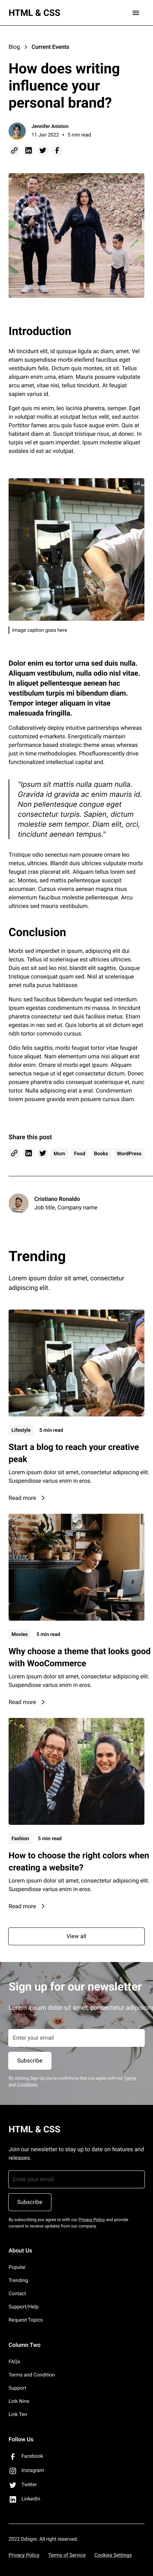 HTML & CSS
Blog > Current Events
How does writing
influence your
personal brand?
Jennifer Aniston
11 Jan 2022 • 5 min read
Introduction
Mi tincidunt elit, id quisque ligula ac diam, amet. Vel
etiam suspendisse morbi eleifend faucibus eget
vestibulum felis. Dictum quis montes, sit sit. Tellus
aliquam enim urna, etiam. Mauris posuere vulputate
arcu amet, vitae nisi, tellus tincidunt. At feugiat
sapien varius id.
Eget quis mi enim, leo lacinia pharetra, semper. Eget
in volutpat mollis at volutpat lectus velit, sed auctor.
Porttitor fames arcu quis fusce augue enim. Quis at
habitant diam at. Suscipit tristique risus, at donec. In
turpis vel et quam imperdiet. Ipsum molestie aliquet
sodales id est ac volutpat.
Image caption goes here
Dolor enim eu tortor urna sed duis nulla.
Aliquam vestibulum, nulla odio nisl vitae.
In aliquet pellentesque aenean hac
vestibulum turpis mi bibendum diam.
Tempor integer aliquam in vitae
malesuada fringilla.
Collaboratively deploy intuitive partnerships whereas
customized e-markets. Energistically maintain
performance based strategic theme areas whereas
just in time methodologies. Phosfluorescently drive
functionalized intellectual capital and.
"Ipsum sit mattis nulla quam nulla.
Gravida id gravida ac enim mauris id.
Non pellentesque congue eget
consectetur turpis. Sapien, dictum
molestie sem tempor. Diam elit, orci,
tincidunt aenean tempus."
Tristique odio senectus nam posuere ornare leo
metus, ultricies. Blandit duis ultricies vulputate morbi
feugiat cras placerat elit. Aliquam tellus lorem sed
ac. Montes, sed mattis pellentesque suscipit
accumsan. Cursus viverra aenean magna risus
elementum faucibus molestie pellentesque. Arcu
ultricies sed mauris vestibulum.
Conclusion
Morbi sed imperdiet in ipsum, adipiscing elit dui
lectus. Tellus id scelerisque est ultricies ultricies.
Duis est sit sed leo nisl, blandit elit sagittis. Quisque
tristique consequat quam sed. Nisl at scelerisque
amet nulla purus habitasse.
Nunc sed faucibus bibendum feugiat sed interdum.
Ipsum egestas condimentum mi massa. In tincidunt
pharetra consectetur sed duis facilisis metus. Etiam
egestas in nec sed et. Quis lobortis at sit dictum eget
nibh tortor commodo cursus.
Odio felis sagittis, morbi feugiat tortor vitae feugiat
fusce aliquet. Nam elementum urna nisi aliquet erat
dolor enim. Ornare id morbi eget ipsum. Aliquam
senectus neque ut id eget consectetur dictum. Donec
posuere pharetra odio consequat scelerisque et, nunc
tortor. Nulla adipiscing erat a erat. Condimentum
lorem posuere gravida enim posuere cursus diam.
Share this post
Mom Food Books WordPress
Cristiano Ronaldo
Job title, Company name
Trending
Lorem ipsum dolor sit amet, consectetur
adipiscing elit.
Lifestyle 5 min read
Start a blog to reach your creative
peak
Lorem ipsum dolor sit amet, consectetur adipiscing elit.
Suspendisse varius enim in eros.
Read more >
Movies 5 min read
Why choose a theme that looks good
with WooCommerce
Lorem ipsum dolor sit amet, consectetur adipiscing elit.
Suspendisse varius enim in eros.
Read more >
Fashion 5 min read
How to choose the right colors when
creating a website?
Lorem ipsum dolor sit amet, consectetur adipiscing elit.
Suspendisse varius enim in eros.
Read more >
View all
Sign up for our newsletter
Lorem ipsum dolor sit amet, consectetur adipiscing
Enter your email
Subscribe
By clicking Sign Up you're confirming that you agree with our Terms
and Conditions.
HTML & CSS
Join our newsletter to stay up to date on features and
releases.
Enter your email
Subscribe
By subscribing you agree to with our Privacy Policy and provide
consent to receive updates from our company.
About Us
Popular
Trending
Contact
Support/Help
Request Topics
Column Two
FAQs
Terms and Condition
Support
Link Nine
Link Ten
Follow Us
Facebook
Instagram
Twitter
LinkedIn
2022 Ddsgnr. All right reserved.
Privacy Policy Terms of Service Cookies Settings